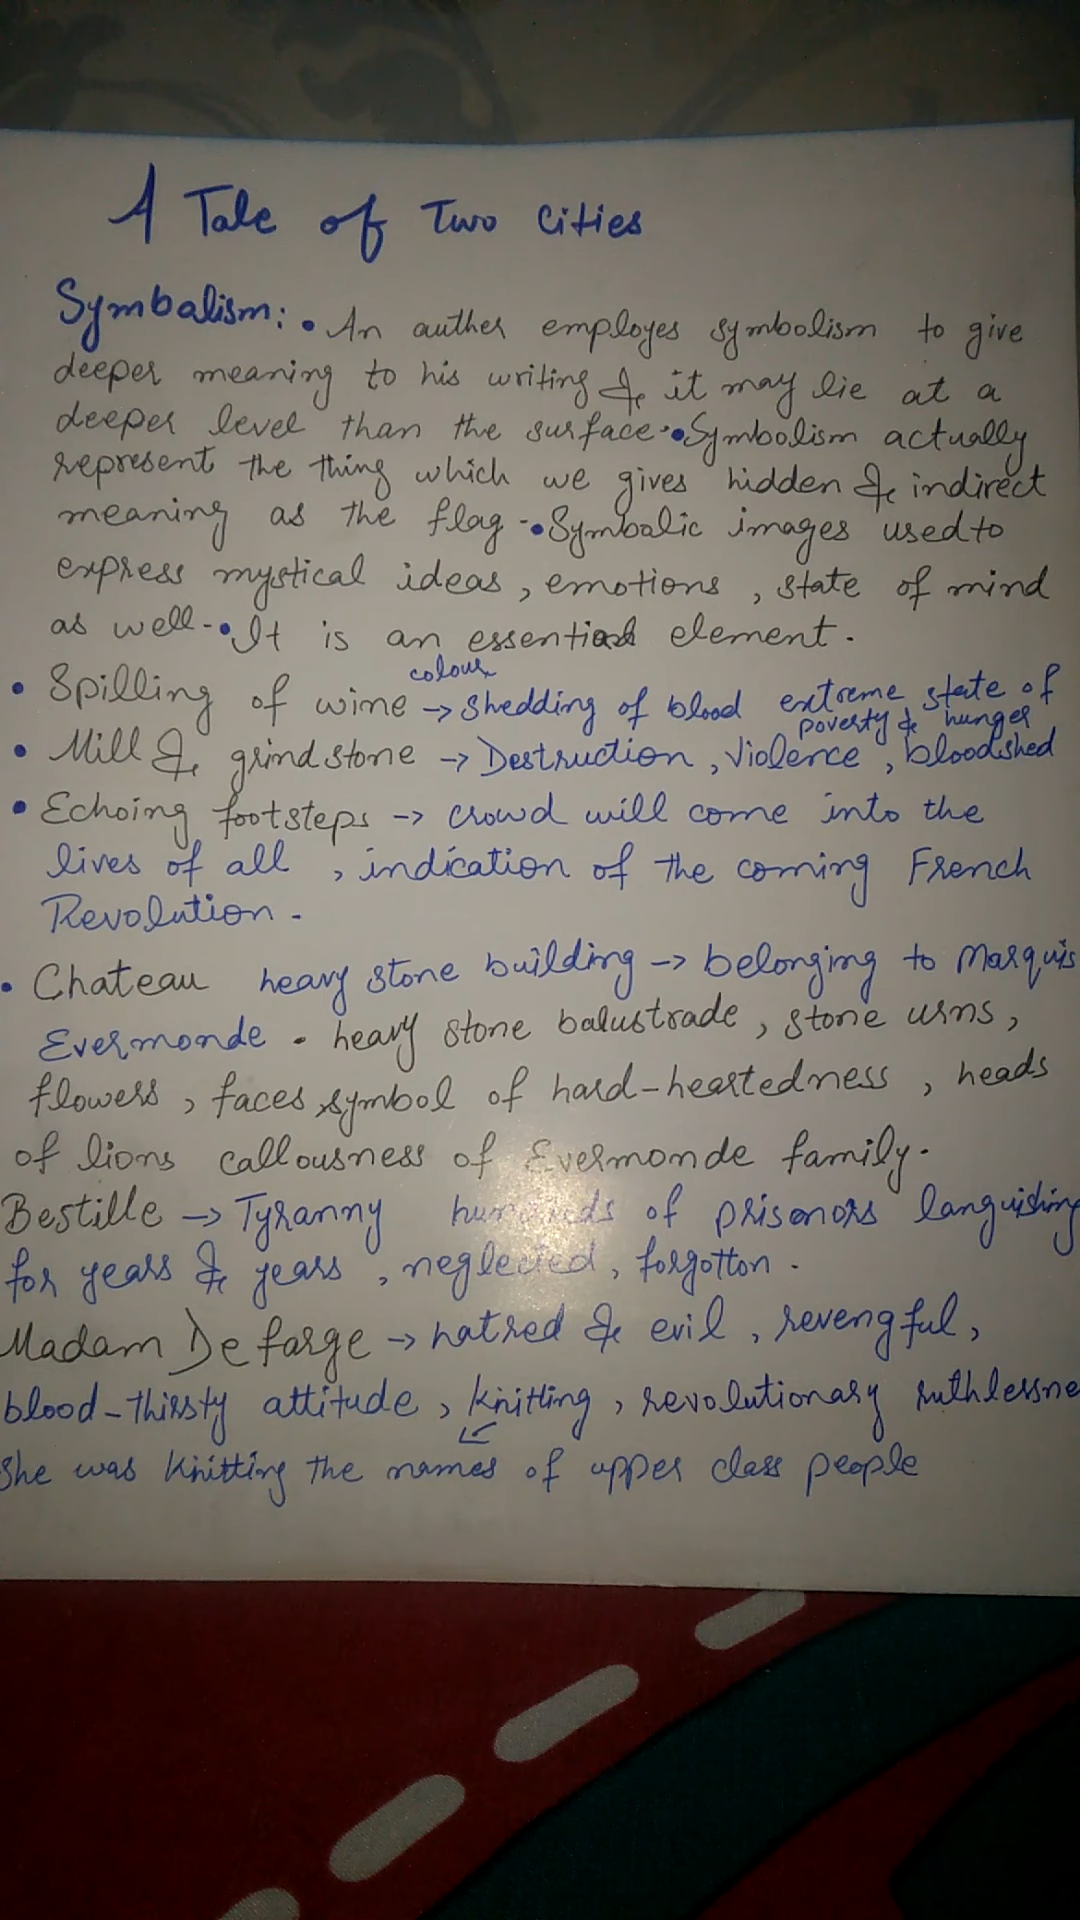 A Tale of Two Cities
Symbalism: • An auther employes symbolism to give
deeper meaning to his writing & it may lie at a
deeper level than the surface. • Symbolism actually
represent the thing which we gives hidden & indirect
meaning as the flag - • Symbalic images used to
express mystical ideas, emotions, state of mind
as well - • It is an essential element.
colour
• Spilling of wine → shedding of blood extreme state of
poverty & hunger
• Mill & grindstone → Destruction, Violence, bloodshed
• Echoing footsteps → crowd will come into the
lives of all, indication of the coming French
Revolution -
• Chateau heavy stone building → belonging to Marquis
Evermonde • heavy stone balustrade, stone urns,
flowers, faces, symbol of hard-heartedness, heads
of lions callousness of Evermonde family.
Bestille → Tyranny hundreds of prisonors languishing
for years & years, neglected, forgotton.
Madam Defarge → hatred & evil, revengful,
blood-thirsty attitude, knitting, revolutionary ruthlessne
She was knitting the names of upper class people